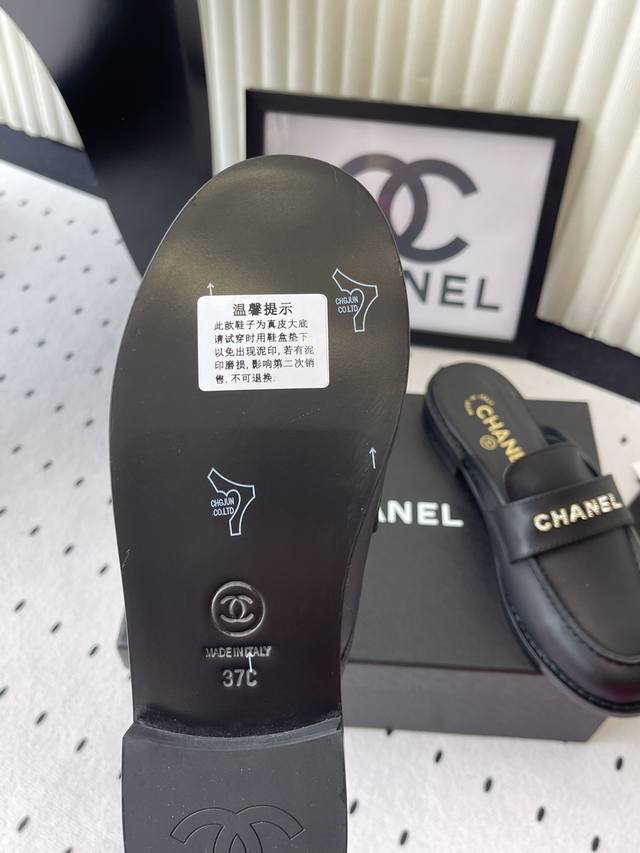 NEL
温馨提示
此款鞋子为真皮大底
请试穿时用鞋盒垫下
以免出现泥印,若有泥
印磨损,影响第二次销
售,不可退换.
CHGJUN
CO.LTD
CHGJUN
CO.LTD
ANEL
CHANEL
CHANEL
MADE IN ITALY
37C